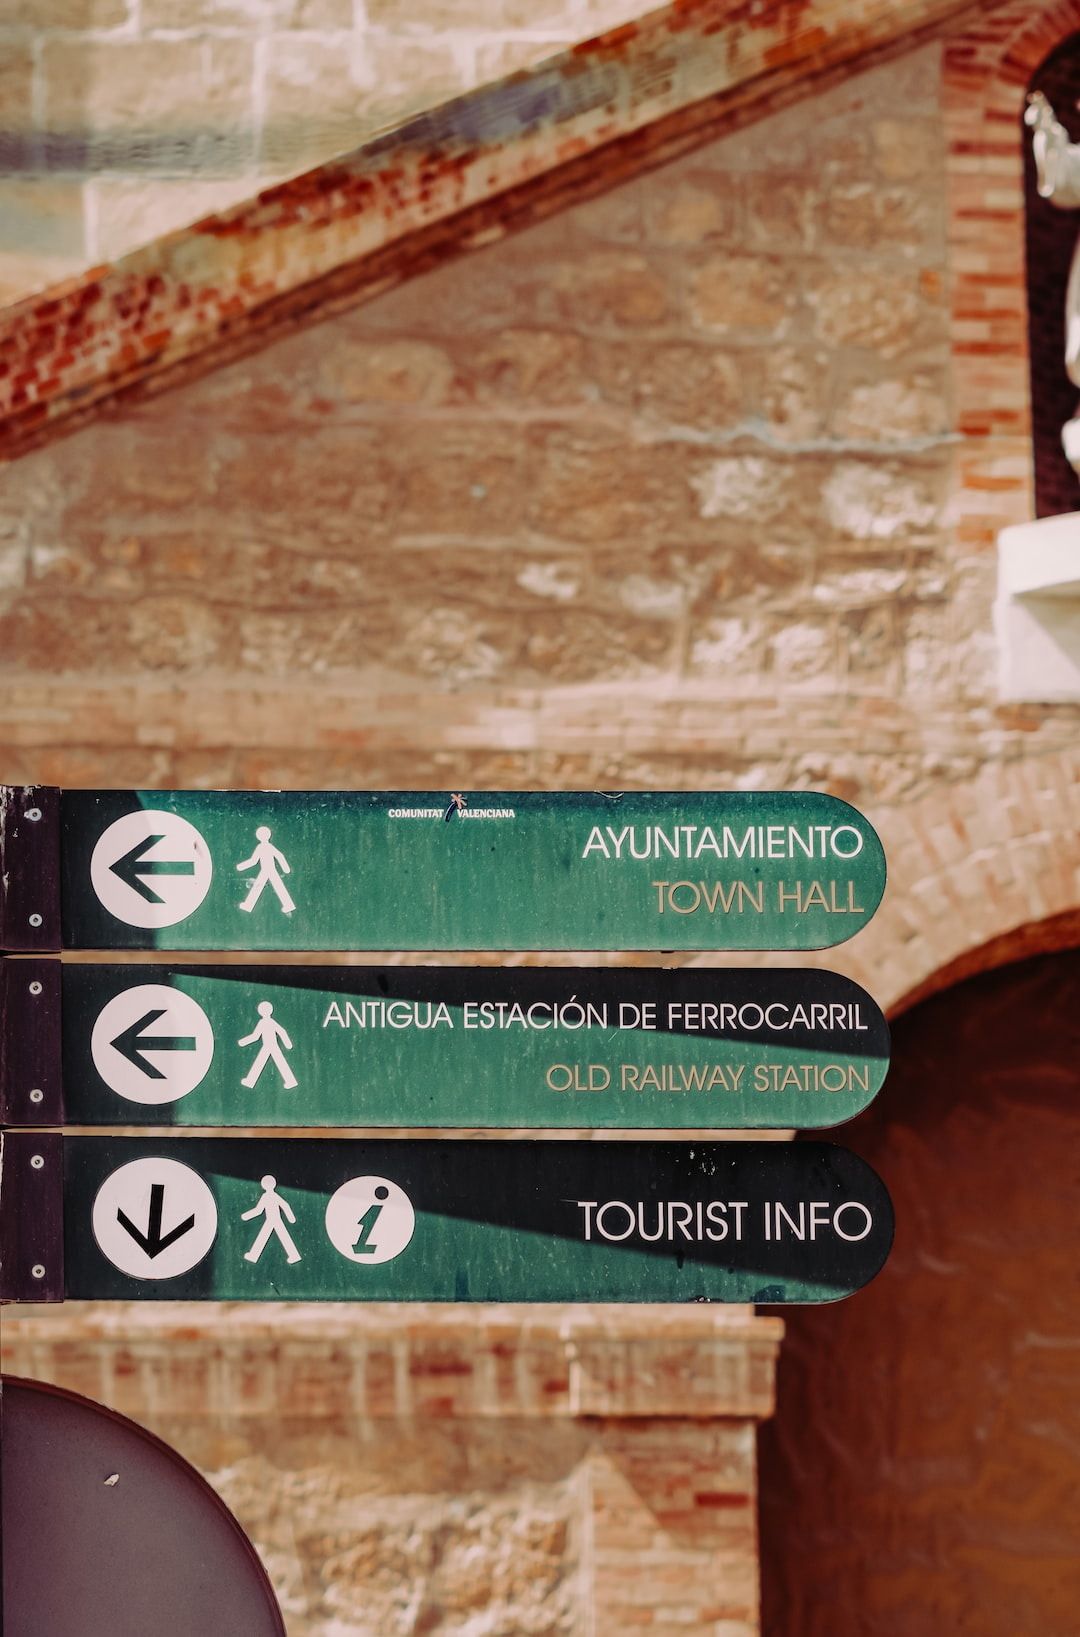 COMUNITAT VALENCIANA
AYUNTAMIENTO
TOWN HALL
ANTIGUA ESTACIÓN DE FERROCARRIL
OLD RAILWAY STATION
i TOURIST INFO